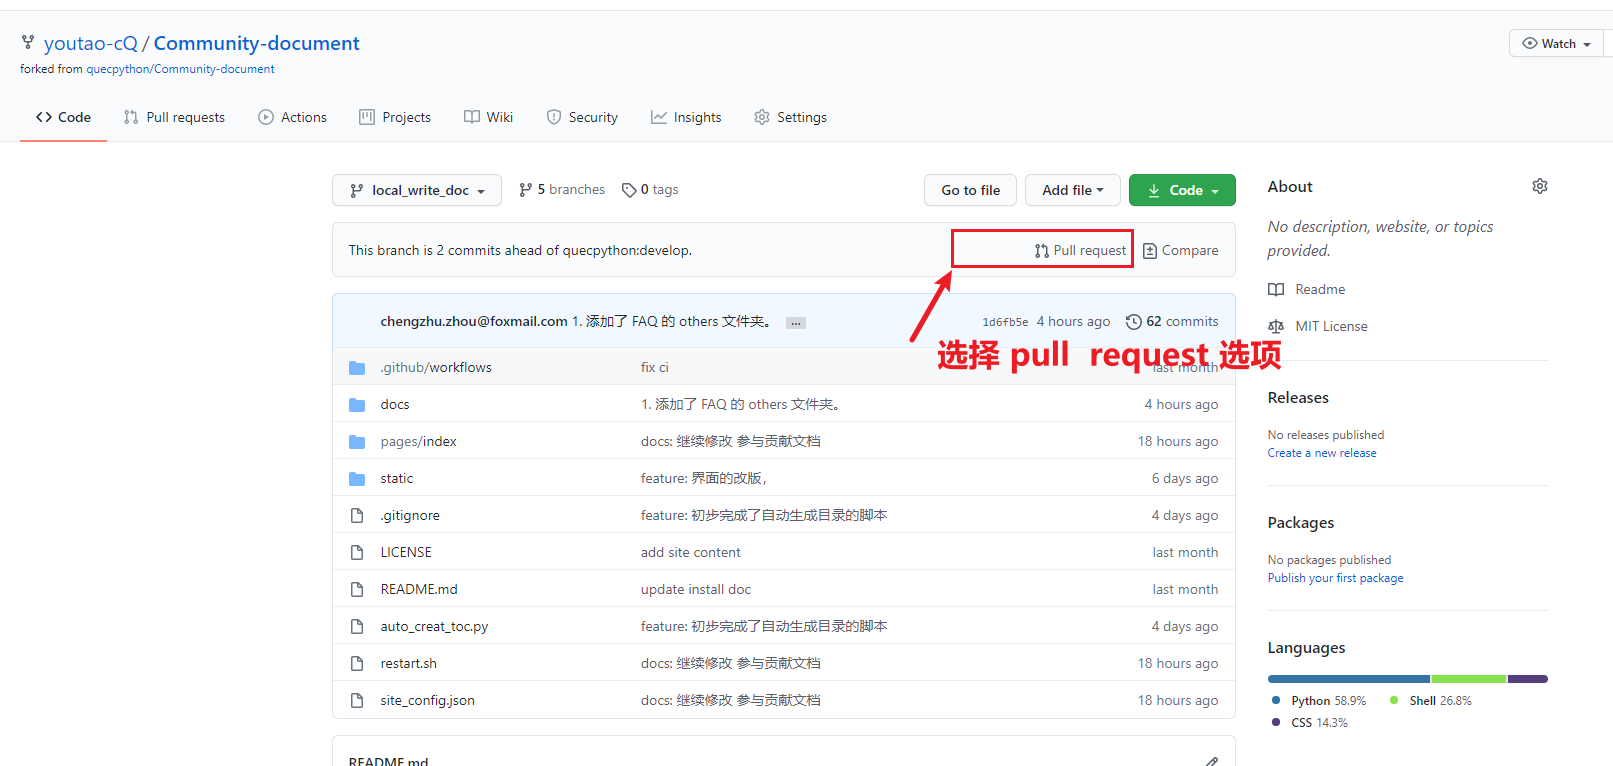 youtao-cQ / Community-document
forked from quecpython/Community-document
Watch
Code Pull requests Actions Projects Wiki Security Insights Settings
local_write_doc 5 branches 0 tags Go to file Add file Code
This branch is 2 commits ahead of quecpython:develop. Pull request Compare
chengzhu.zhou@foxmail.com 1. 添加了 FAQ 的 others 文件夹。 ... 1d6fb5e 4 hours ago 62 commits
选择 pull request 选项
.github/workflows fix ci last month
docs 1. 添加了 FAQ 的 others 文件夹。 4 hours ago
pages/index docs: 继续修改 参与贡献文档 18 hours ago
static feature: 界面的改版， 6 days ago
.gitignore feature: 初步完成了自动生成目录的脚本 4 days ago
LICENSE add site content last month
README.md update install doc last month
auto_creat_toc.py feature: 初步完成了自动生成目录的脚本 4 days ago
restart.sh docs: 继续修改 参与贡献文档 18 hours ago
site_config.json docs: 继续修改 参与贡献文档 18 hours ago
README.md
About
No description, website, or topics
provided.
Readme
MIT License
Releases
No releases published
Create a new release
Packages
No packages published
Publish your first package
Languages
Python 58.9% Shell 26.8%
CSS 14.3%